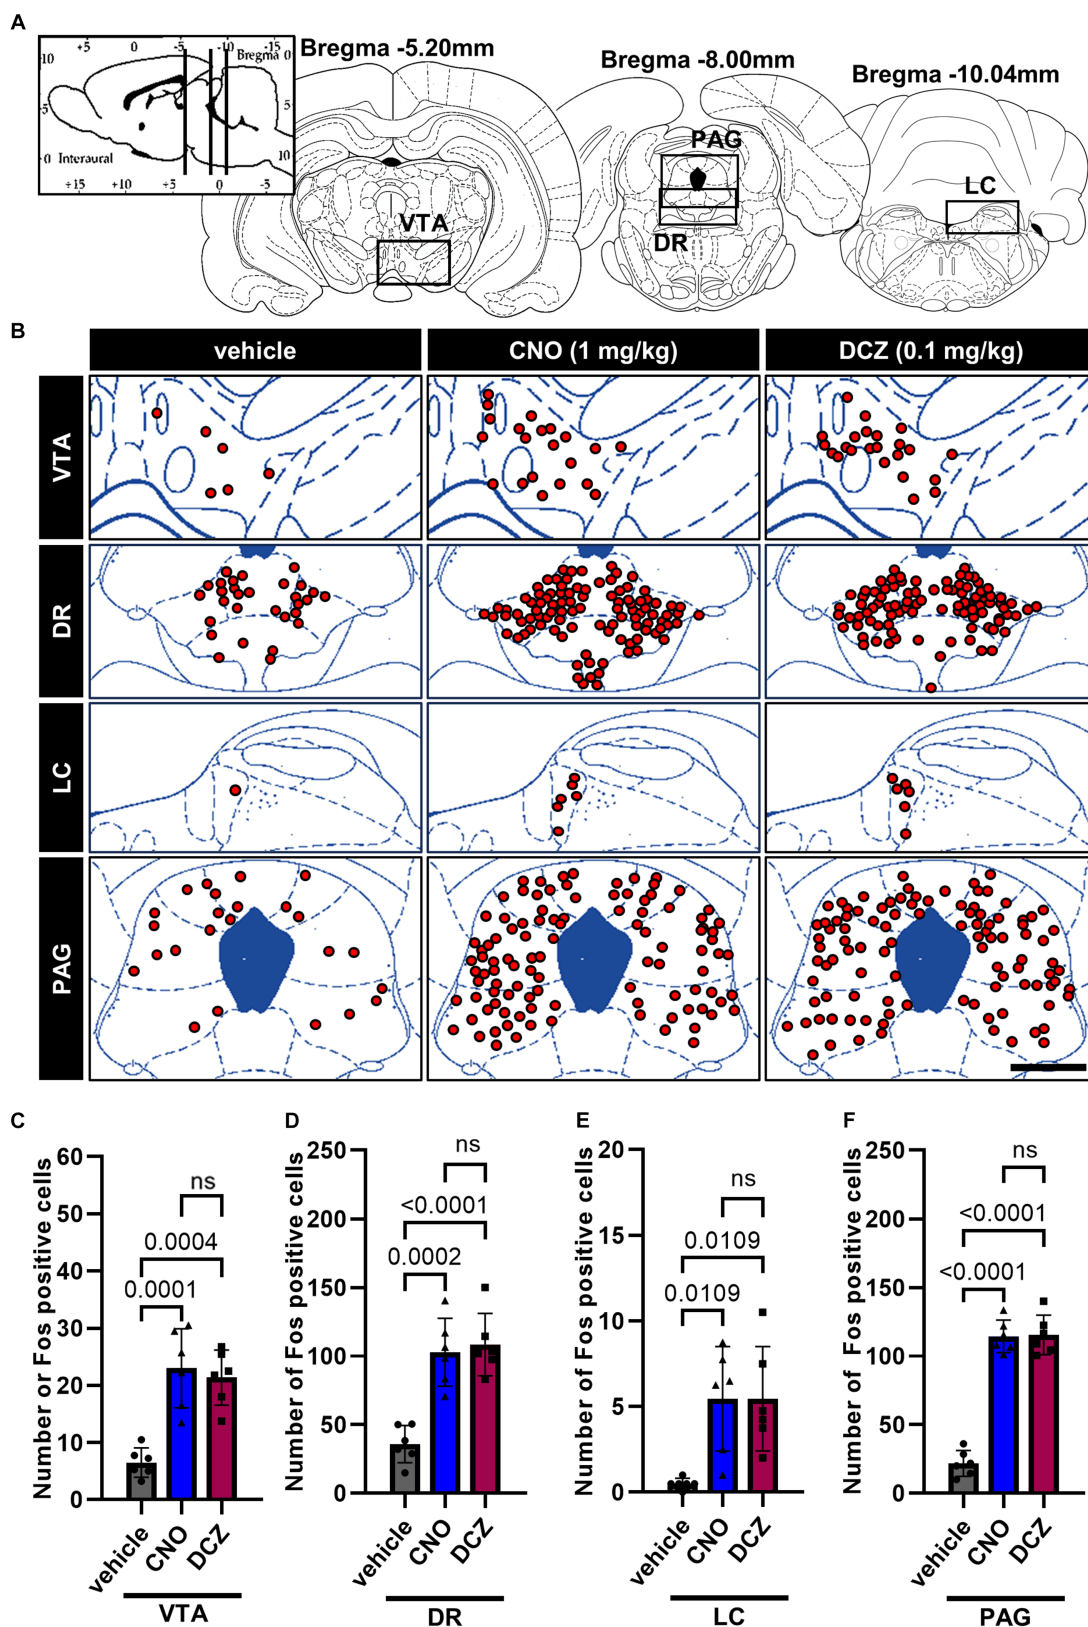 A
+5 0 -5 -10 -15
10 Bregma 0
5 5
0 Interaural 10
+15 +10 +5 0 -5
Bregma -5.20mm
Bregma -8.00mm
Bregma -10.04mm
VTA
PAG
DR
LC
B
vehicle CNO (1 mg/kg) DCZ (0.1 mg/kg)
VTA
DR
LC
PAG
C
Number or Fos positive cells
60
50
40
30
20
10
0
ns
0.0004
0.0001
vehicle CNO DCZ
VTA
D
Number of Fos positive cells
250
200
150
100
50
0
ns
<0.0001
0.0002
vehicle CNO DCZ
DR
E
Number of Fos positive cells
20
15
10
5
0
ns
0.0109
0.0109
vehicle CNO DCZ
LC
F
Number of Fos positive cells
250
200
150
100
50
0
ns
<0.0001
<0.0001
vehicle CNO DCZ
PAG